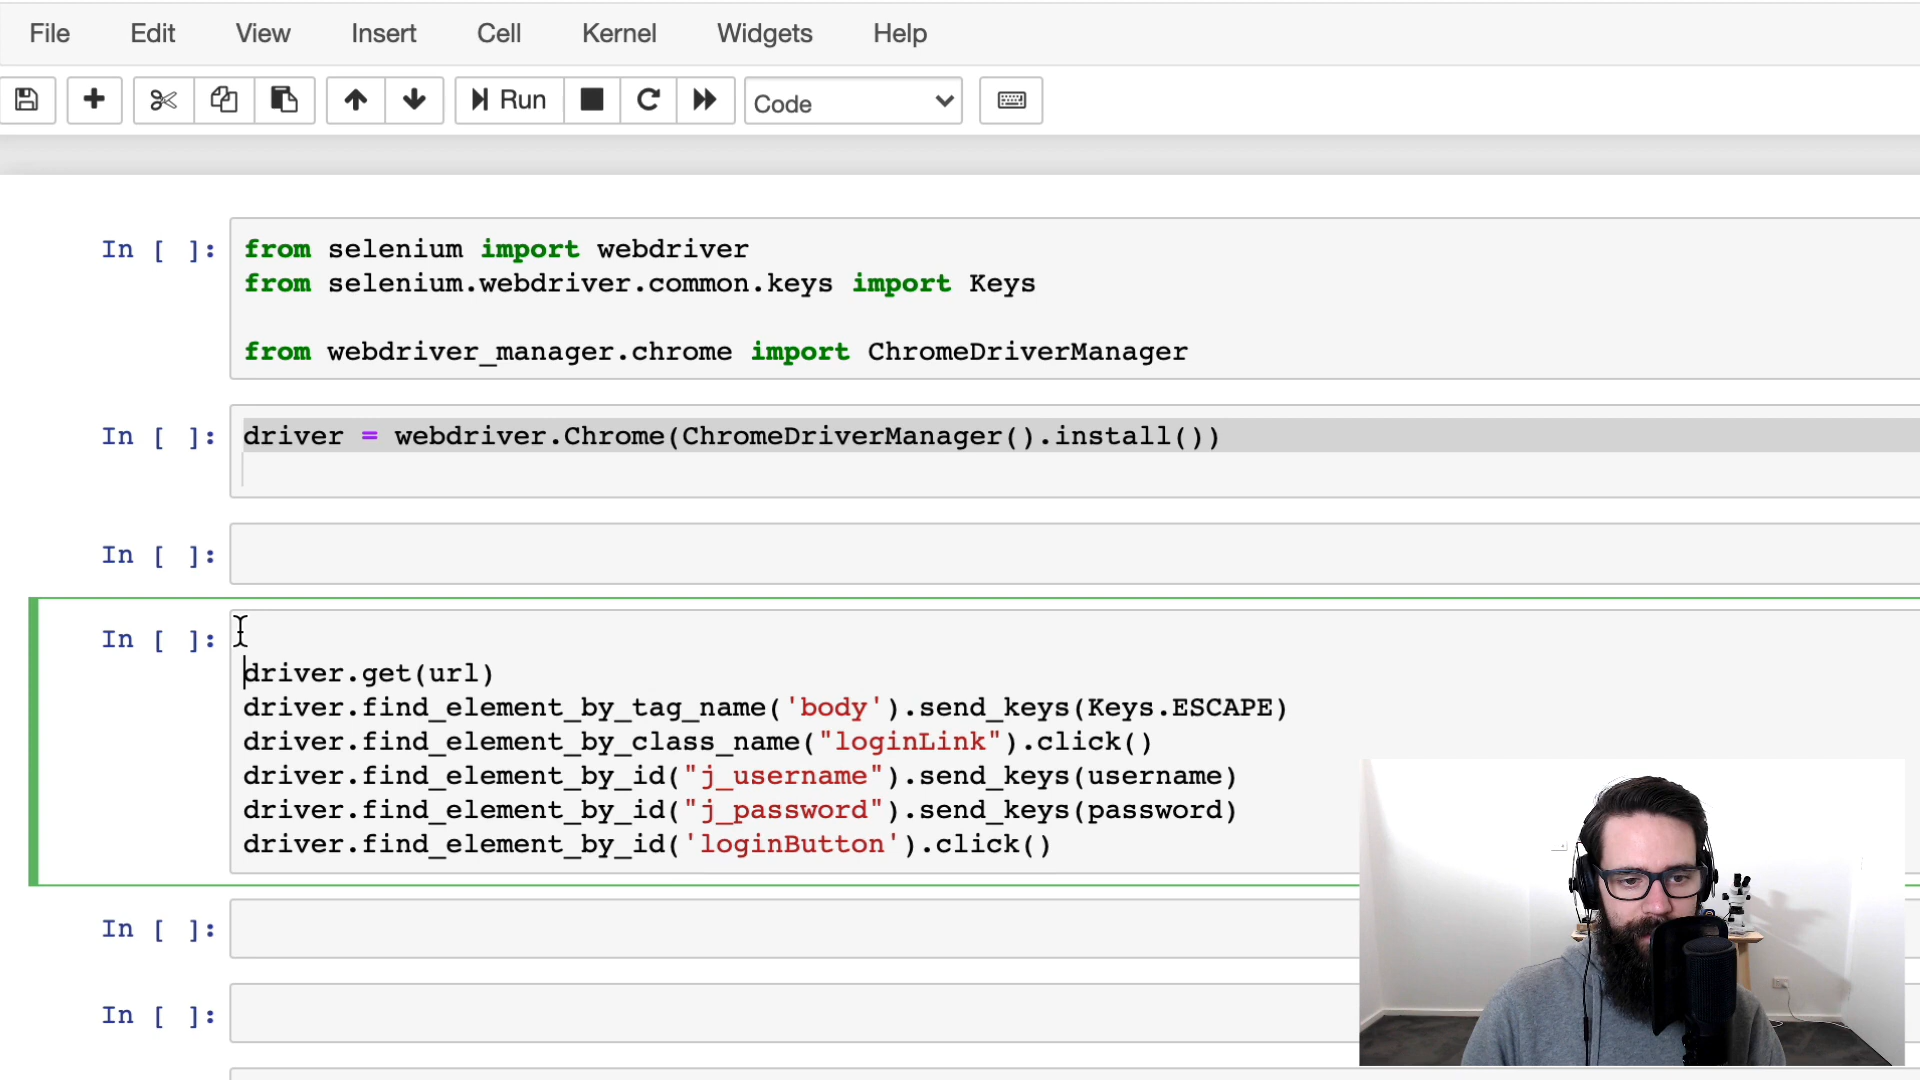 File Edit View Insert Cell Kernel Widgets Help
Run Code
In [ ]:
from selenium import webdriver
from selenium.webdriver.common.keys import Keys
from webdriver_manager.chrome import ChromeDriverManager
In [ ]:
driver = webdriver.Chrome(ChromeDriverManager().install())
In [ ]:
In [ ]:
driver.get(url)
driver.find_element_by_tag_name('body').send_keys(Keys.ESCAPE)
driver.find_element_by_class_name("loginLink").click()
driver.find_element_by_id("j_username").send_keys(username)
driver.find_element_by_id("j_password").send_keys(password)
driver.find_element_by_id('loginButton').click()
In [ ]:
In [ ]: